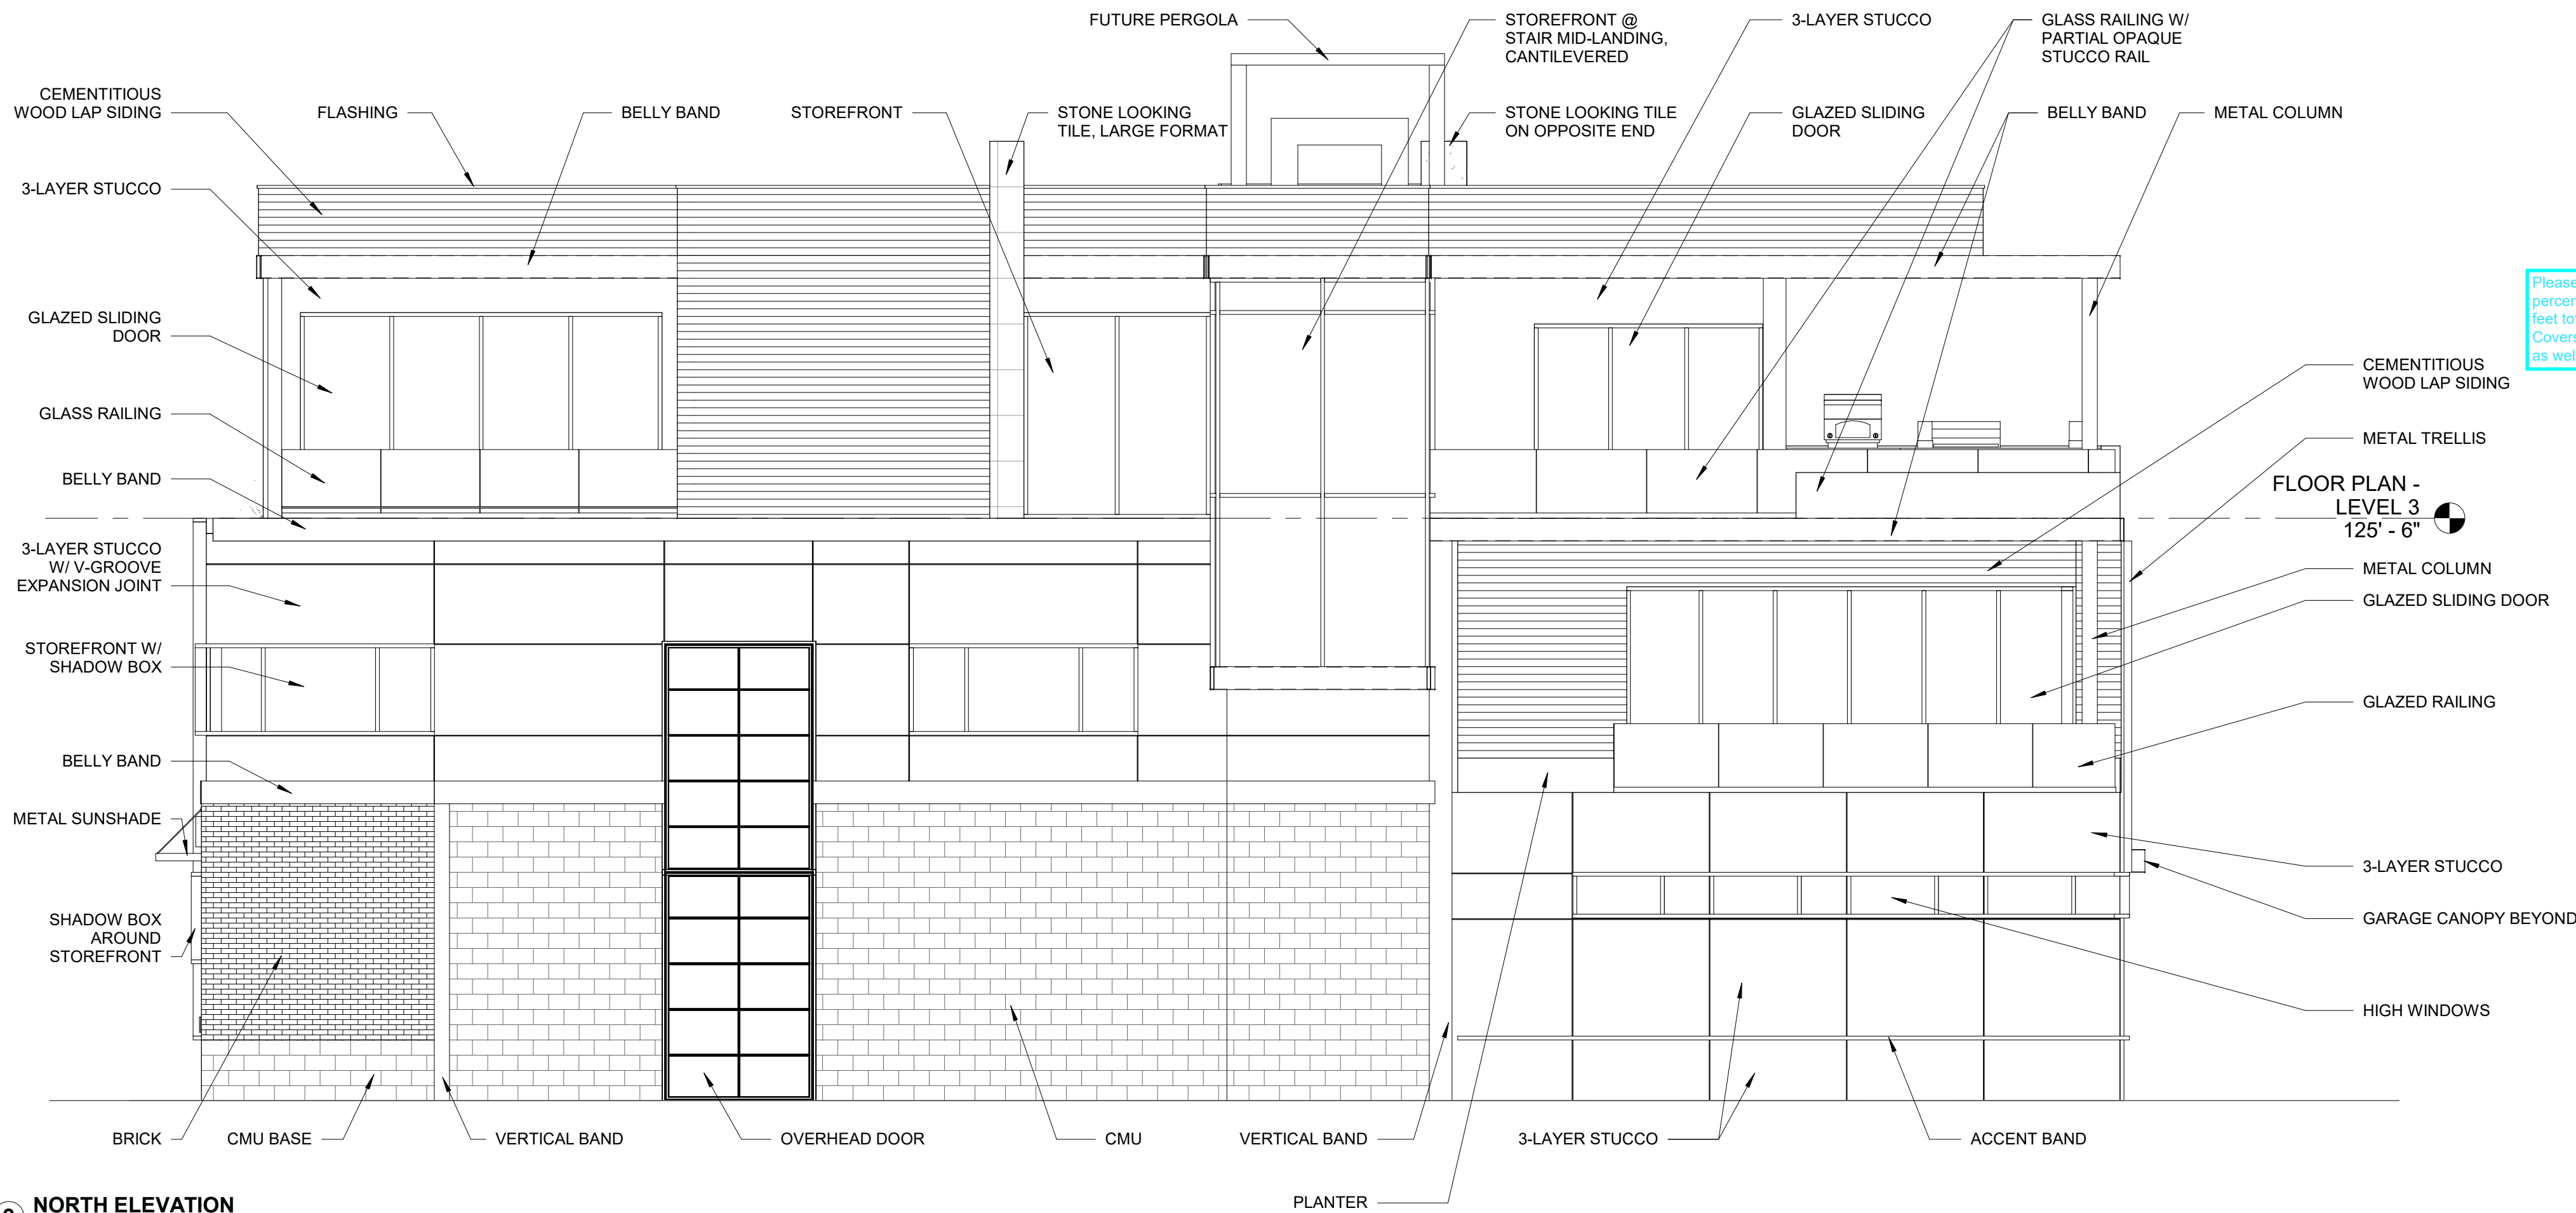 FUTURE PERGOLA
STOREFRONT @
STAIR MID-LANDING,
CANTILEVERED
3-LAYER STUCCO
GLASS RAILING W/
PARTIAL OPAQUE
STUCCO RAIL
CEMENTITIOUS
WOOD LAP SIDING
FLASHING
BELLY BAND
STOREFRONT
STONE LOOKING
TILE, LARGE FORMAT
STONE LOOKING TILE
ON OPPOSITE END
GLAZED SLIDING
DOOR
BELLY BAND
METAL COLUMN
3-LAYER STUCCO
GLAZED SLIDING
DOOR
GLASS RAILING
BELLY BAND
3-LAYER STUCCO
W/ V-GROOVE
EXPANSION JOINT
STOREFRONT W/
SHADOW BOX
BELLY BAND
METAL SUNSHADE
SHADOW BOX
AROUND
STOREFRONT
Please
feet
as
CEMENTITIOUS
WOOD LAP SIDING
METAL TRELLIS
FLOOR PLAN -
LEVEL 3
125' - 6"
METAL COLUMN
GLAZED SLIDING DOOR
GLAZED RAILING
3-LAYER STUCCO
GARAGE CANOPY BEYOND
HIGH WINDOWS
BRICK
CMU BASE
VERTICAL BAND
OVERHEAD DOOR
CMU
VERTICAL BAND
3-LAYER STUCCO
ACCENT BAND
PLANTER
NORTH ELEVATION